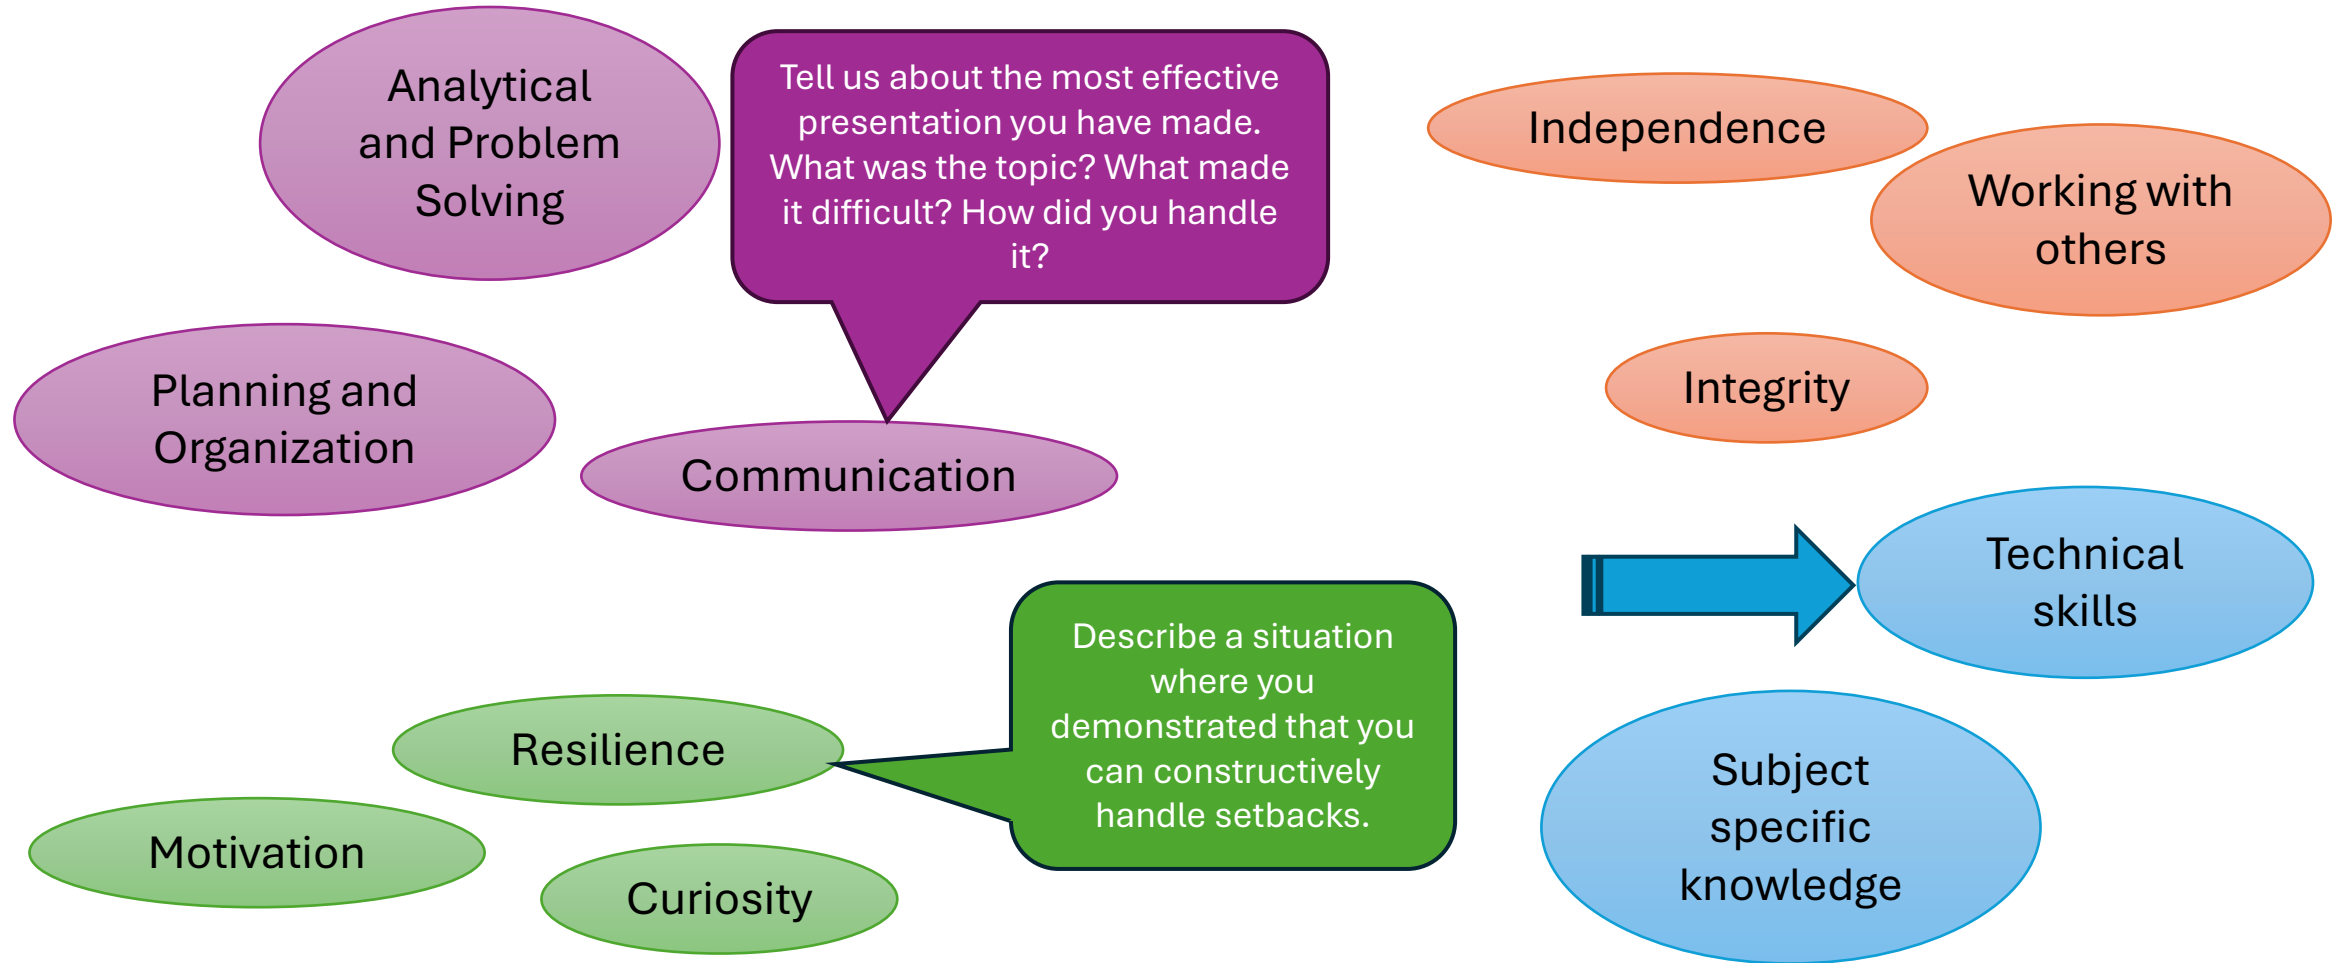 Analytical
and Problem
Solving
Tell us about the most effective
presentation you have made.
What was the topic? What made
it difficult? How did you handle
it?
Independence
Working with
others
Planning and
Organization
Communication
Integrity
Technical
skills
Resilience
Describe a situation
where you
demonstrated that you
can constructively
handle setbacks.
Motivation
Curiosity
Subject
specific
knowledge